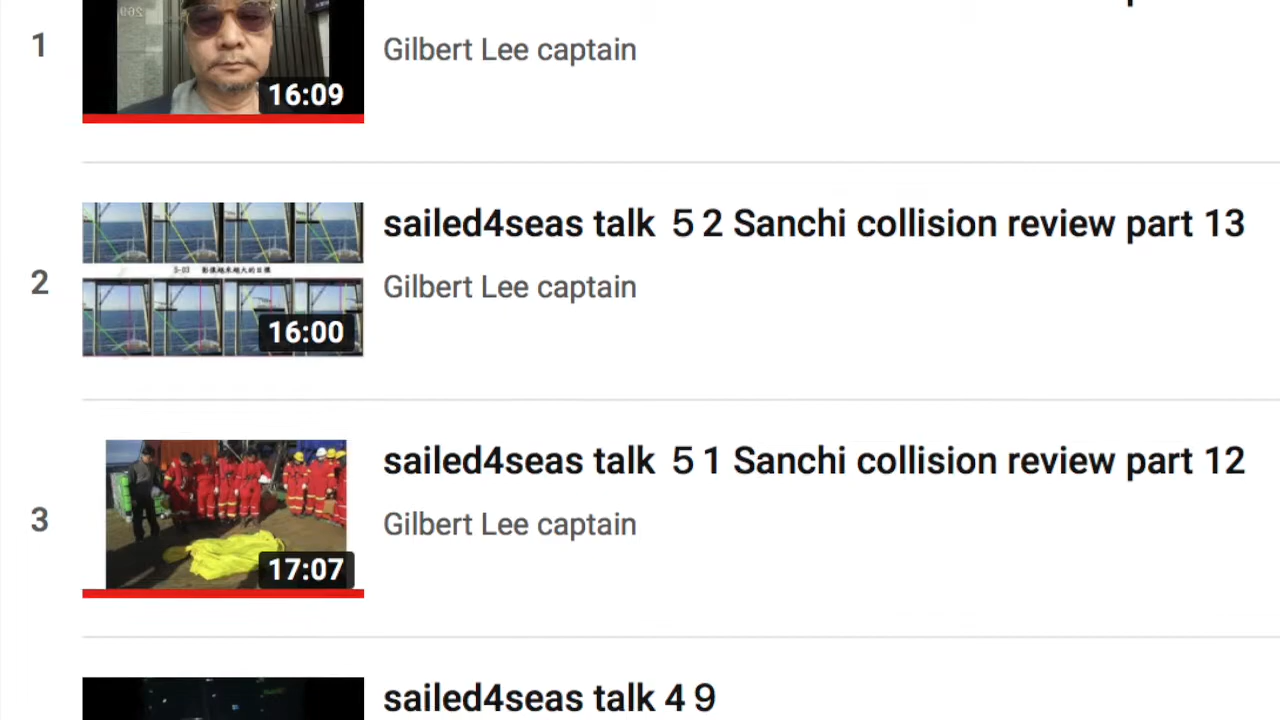 1
Gilbert Lee captain
16:09
sailed4seas talk 5 2 Sanchi collision review part 13
2
Gilbert Lee captain
16:00
sailed4seas talk 5 1 Sanchi collision review part 12
3
Gilbert Lee captain
17:07
sailed4seas talk 4 9